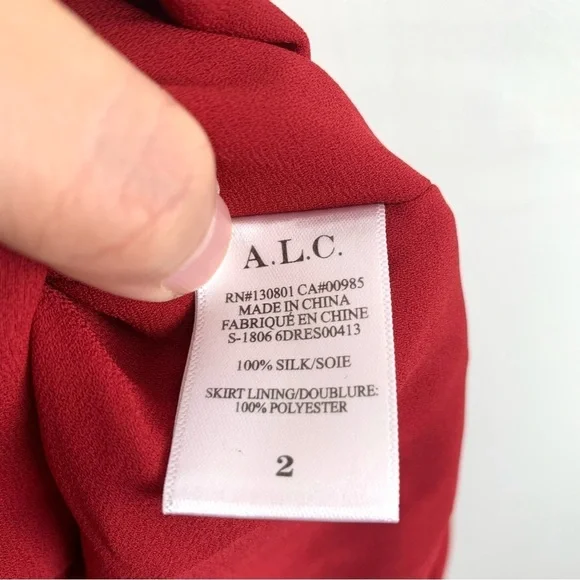 A.L.C.
RN#130801 CA#00985
MADE IN CHINA
FABRIQUÉ EN CHINE
S-1806 6DRES00413
100% SILK/SOIE
SKIRT LINING/DOUBLURE:
100% POLYESTER
2